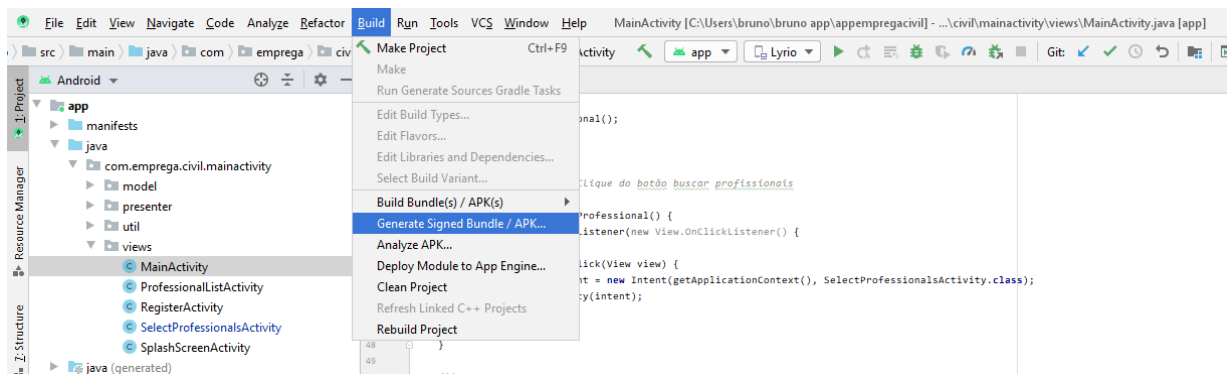 File Edit View Navigate Code Analyze Refactor Build Run Tools VCS Window Help MainActivity [C:\Users\bruno\bruno app\appempregacivil] - ...\civil\mainactivity\views\MainActivity.java [app]
src main java com emprega civ
ctivity app Lyrio Git:
1: Project
Resource Manager
7: Structure
Android
app
manifests
java
com.emprega.civil.mainactivity
model
presenter
util
views
MainActivity
ProfessionalListActivity
RegisterActivity
SelectProfessionalsActivity
SplashScreenActivity
java (generated)
Make Project Ctrl+F9
Make
Run Generate Sources Gradle Tasks
Edit Build Types...
Edit Flavors...
Edit Libraries and Dependencies...
Select Build Variant...
Build Bundle(s) / APK(s)
Generate Signed Bundle / APK...
Analyze APK...
Deploy Module to App Engine...
Clean Project
Refresh Linked C++ Projects
Rebuild Project
onal();
Clique do botão buscar profissionais
Professional() {
Listener(new View.OnClickListener() {
lick(View view) {
nt = new Intent(getApplicationContext(), SelectProfessionalsActivity.class);
ty(intent);
48 }
49